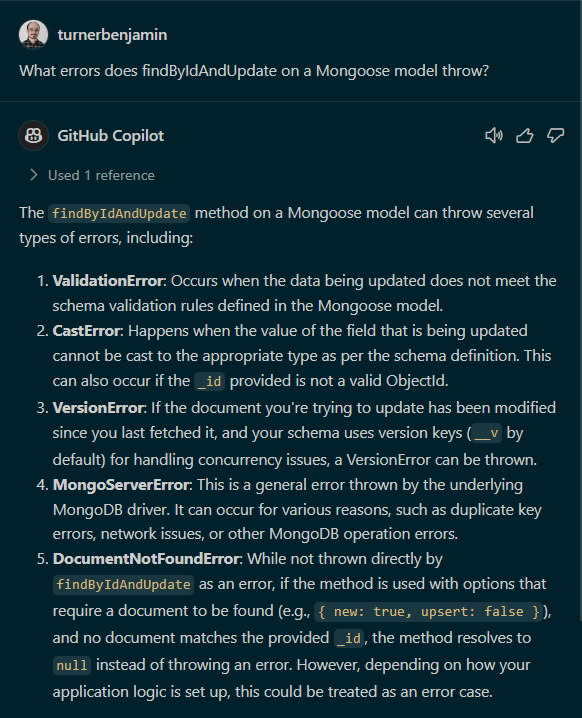 turnerbenjamin
What errors does findByIdAndUpdate on a Mongoose model throw?
GitHub Copilot
Used 1 reference
The findByIdAndUpdate method on a Mongoose model can throw several
types of errors, including:
1. ValidationError: Occurs when the data being updated does not meet the
schema validation rules defined in the Mongoose model.
2. CastError: Happens when the value of the field that is being updated
cannot be cast to the appropriate type as per the schema definition. This
can also occur if the _id provided is not a valid ObjectId.
3. VersionError: If the document you're trying to update has been modified
since you last fetched it, and your schema uses version keys (__v by
default) for handling concurrency issues, a VersionError can be thrown.
4. MongoServerError: This is a general error thrown by the underlying
MongoDB driver. It can occur for various reasons, such as duplicate key
errors, network issues, or other MongoDB operation errors.
5. DocumentNotFoundError: While not thrown directly by
findByIdAndUpdate as an error, if the method is used with options that
require a document to be found (e.g., { new: true, upsert: false }),
and no document matches the provided _id, the method resolves to
null instead of throwing an error. However, depending on how your
application logic is set up, this could be treated as an error case.